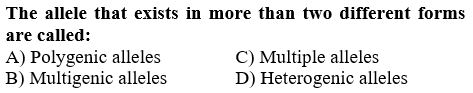 The allele that exists in more than two different forms
are called:
A) Polygenic alleles C) Multiple alleles
B) Multigenic alleles D) Heterogenic alleles